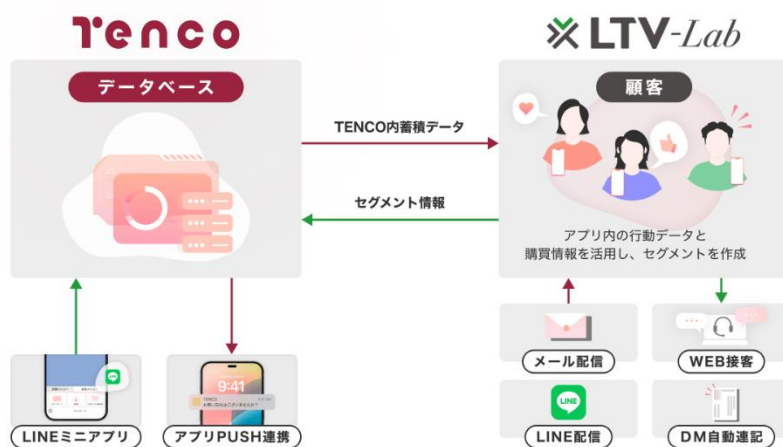 Tenco
LTV-Lab
データベース
顧客
TENCO内蓄積データ
セグメント情報
アプリ内の行動データと
購買情報を活用し、セグメントを作成
LINEミニアプリ
9:41
TENCO
アプリPUSH連携
メール配信
WEB接客
LINE
LINE配信
DM自動連記